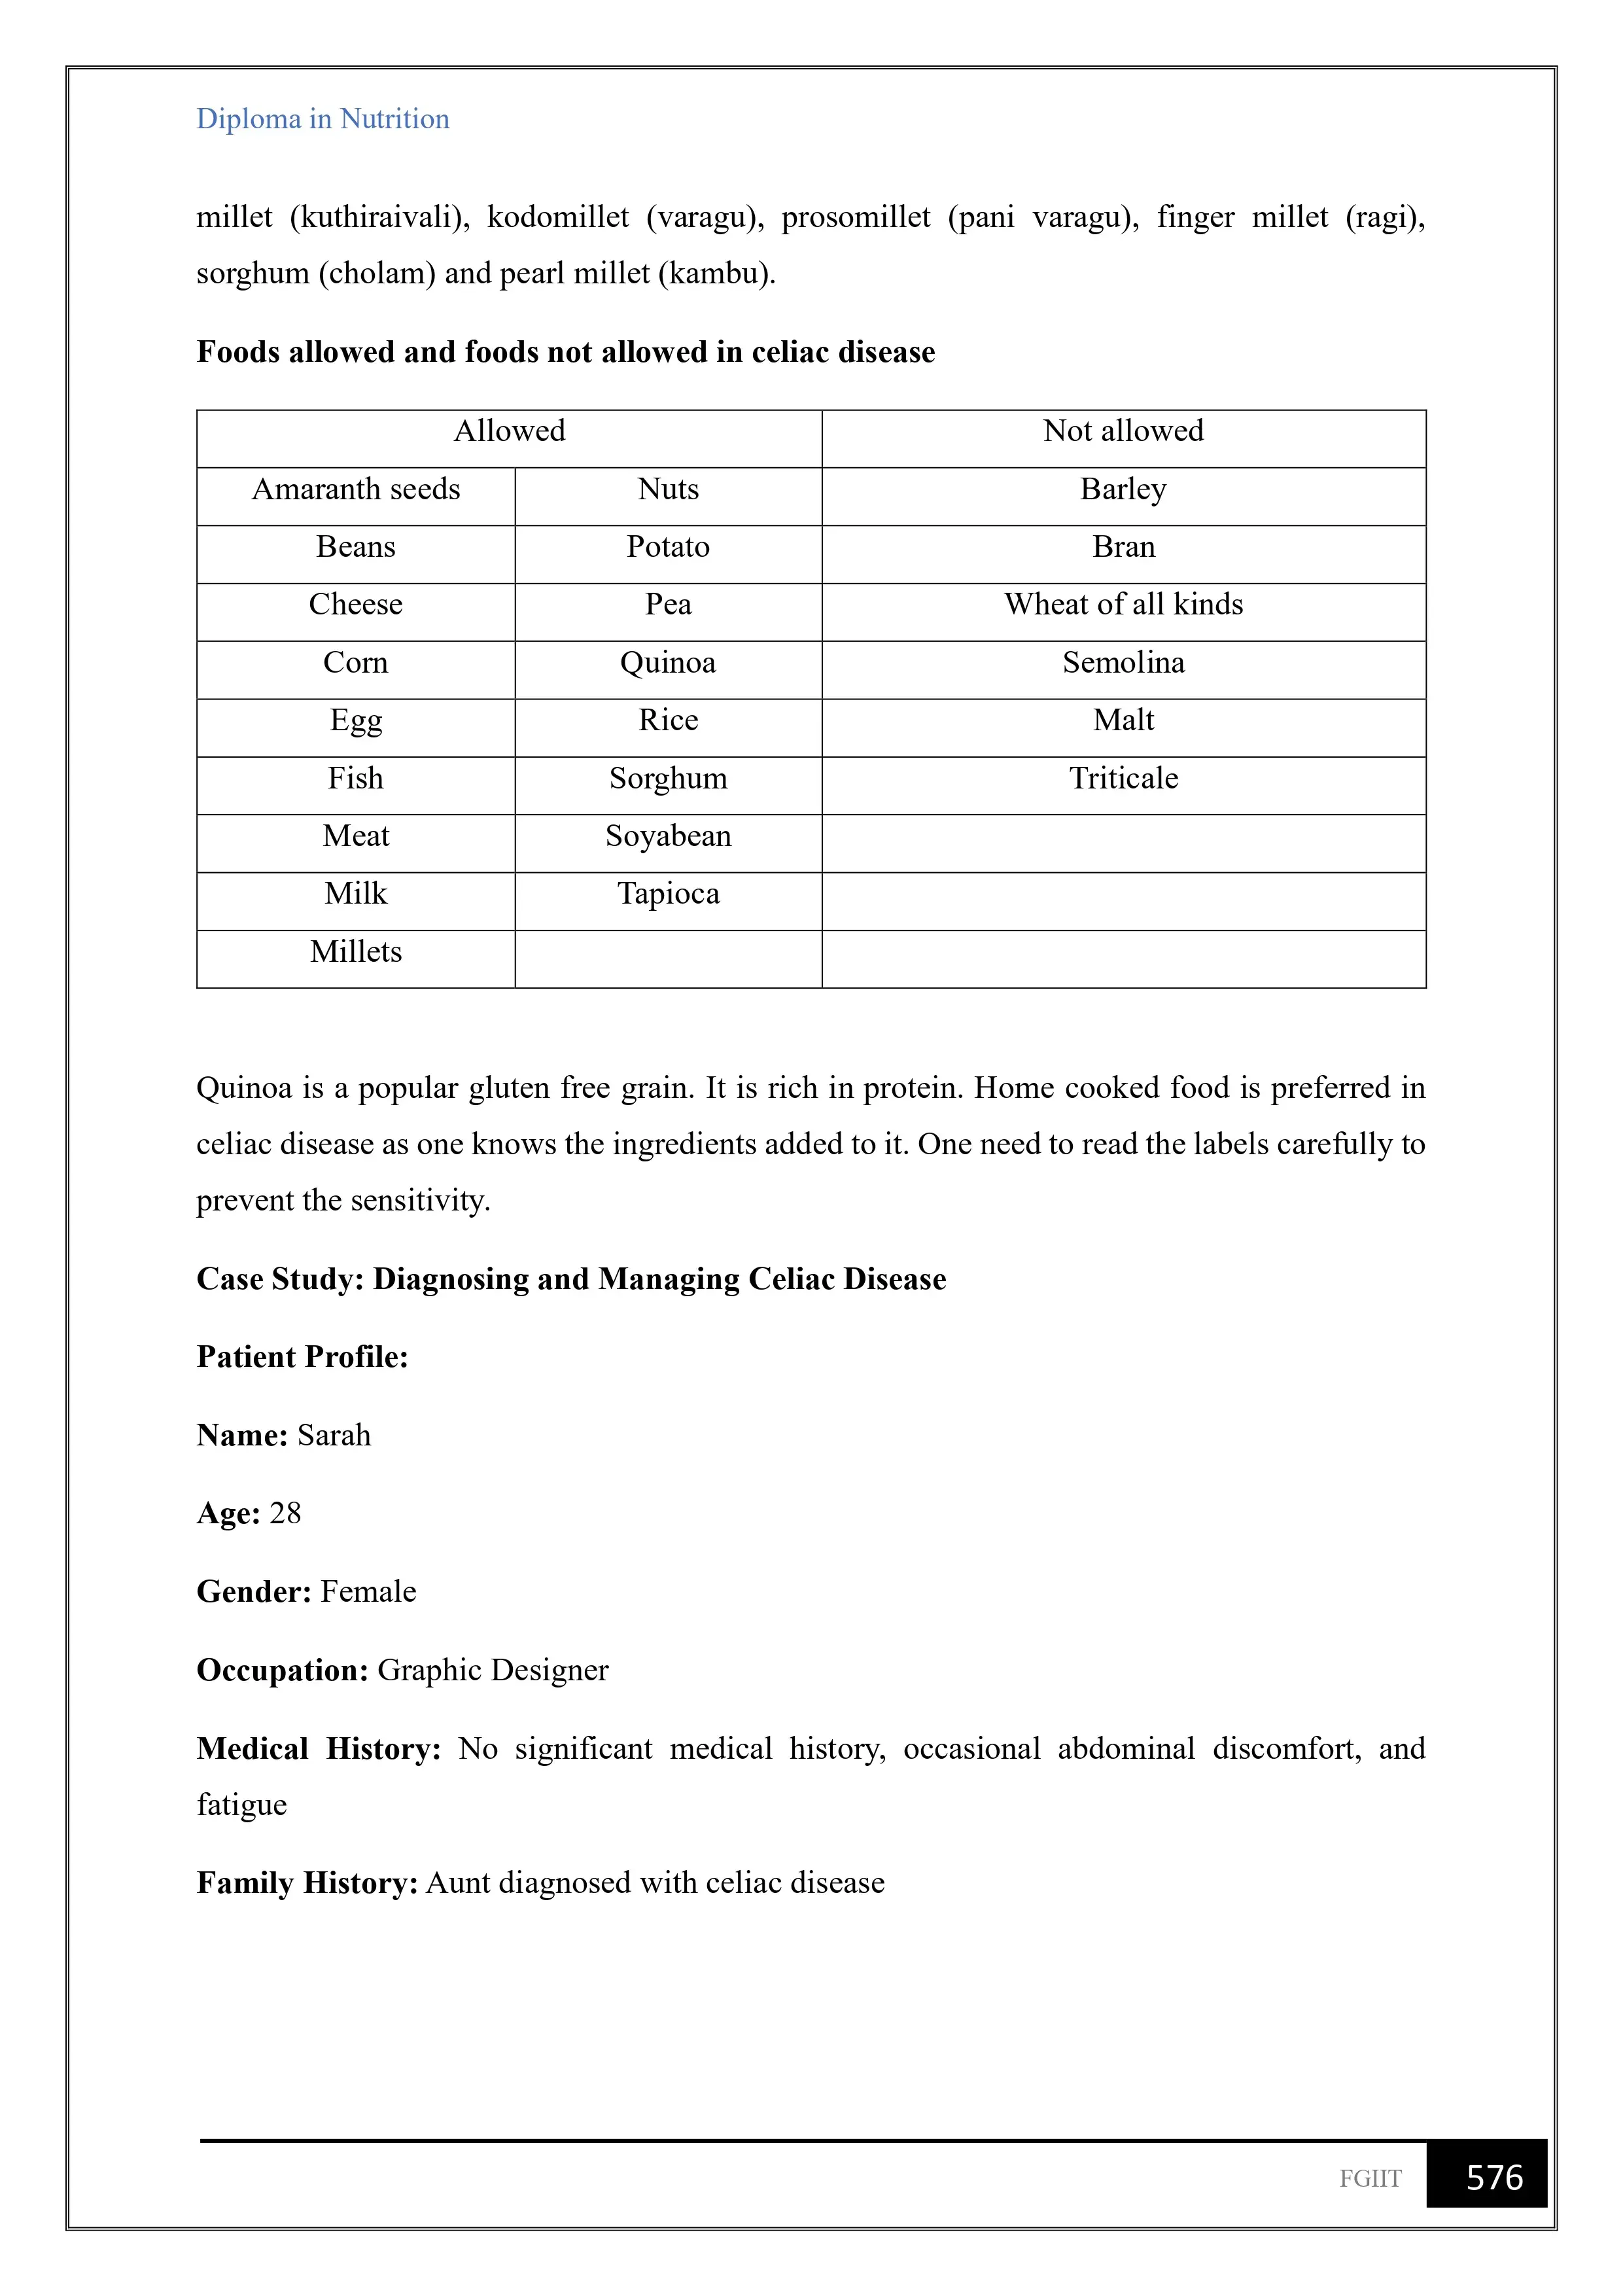 Diploma in Nutrition
millet (kuthiraivali), kodomillet (varagu), prosomillet (pani varagu), finger millet (ragi),
sorghum (cholam) and pearl millet (kambu).
Foods allowed and foods not allowed in celiac disease
Allowed Not allowed
Amaranth seeds Nuts Barley
Beans Potato Bran
Cheese Pea Wheat of all kinds
Corn Quinoa Semolina
Egg Rice Malt
Fish Sorghum Triticale
Meat Soyabean
Milk Tapioca
Millets
Quinoa is a popular gluten free grain. It is rich in protein. Home cooked food is preferred in
celiac disease as one knows the ingredients added to it. One need to read the labels carefully to
prevent the sensitivity.
Case Study: Diagnosing and Managing Celiac Disease
Patient Profile:
Name: Sarah
Age: 28
Gender: Female
Occupation: Graphic Designer
Medical History: No significant medical history, occasional abdominal discomfort, and
fatigue
Family History: Aunt diagnosed with celiac disease
FGIIT 576